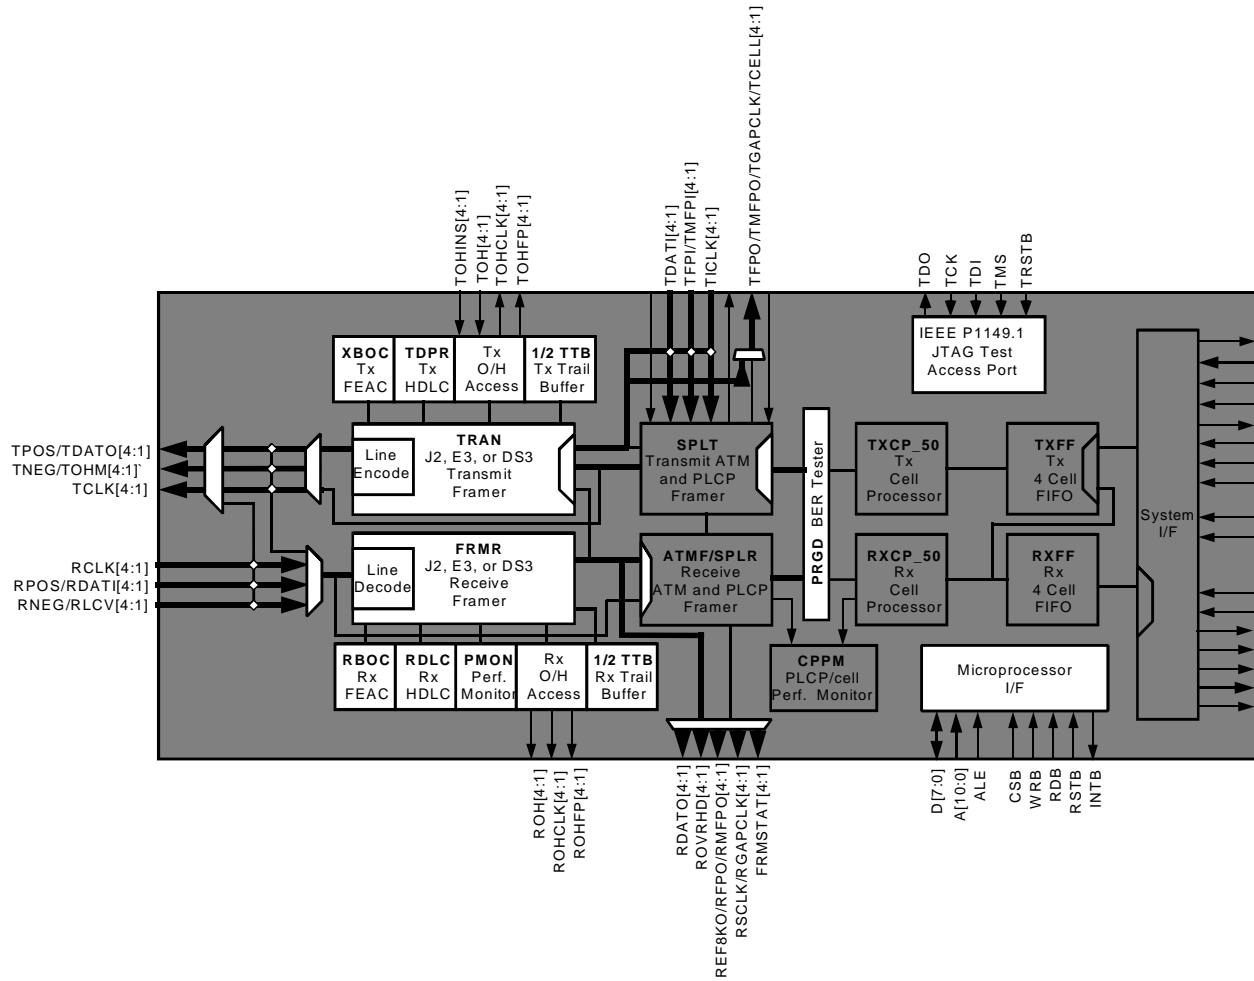 TFPO/TMFPO/TGAPCLK/TCELL[4:1]
TOHINS[4:1]
TOH[4:1]
TOHCLK[4:1]
TOHFP[4:1]
TDATI[4:1]
TFPI/TMFPI[4:1]
TICLK[4:1]
TDO
TCK
TDI
TMS
TRSTB
IEEE P1149.1
JTAG Test
Access Port
XBOC
Tx
FEAC
TDPR
Tx
HDLC
Tx
O/H
Access
1/2 TTB
Tx Trail
Buffer
TPOS/TDATO[4:1]
TNEG/TOHM[4:1]`
TCLK[4:1]
Line
Encode
TRAN
J2, E3, or DS3
Transmit
Framer
SPLT
Transmit ATM
and PLCP
Framer
PRGD BER Tester
TXCP_50
Tx
Cell
Processor
TXFF
Tx
4 Cell
FIFO
System
I/F
RCLK[4:1]
RPOS/RDATI[4:1]
RNEG/RLCV[4:1]
Line
Decode
FRMR
J2, E3, or DS3
Receive
Framer
ATMF/SPLR
Receive
ATM and PLCP
Framer
RXCP_50
Rx
Cell
Processor
RXFF
Rx
4 Cell
FIFO
RBOC
Rx
FEAC
RDLC
Rx
HDLC
PMON
Perf.
Monitor
Rx
O/H
Access
1/2 TTB
Rx Trail
Buffer
CPPM
PLCP/cell
Perf. Monitor
Microprocessor
I/F
ROH[4:1]
ROHCLK[4:1]
ROHFP[4:1]
RDATO[4:1]
ROVRHD[4:1]
REF8KO/RFPO/RMFPO[4:1]
RSCLK/RGAPCLK[4:1]
FRMSTAT[4:1]
D[7:0]
A[10:0]
ALE
CSB
WRB
RDB
RSTB
INTB